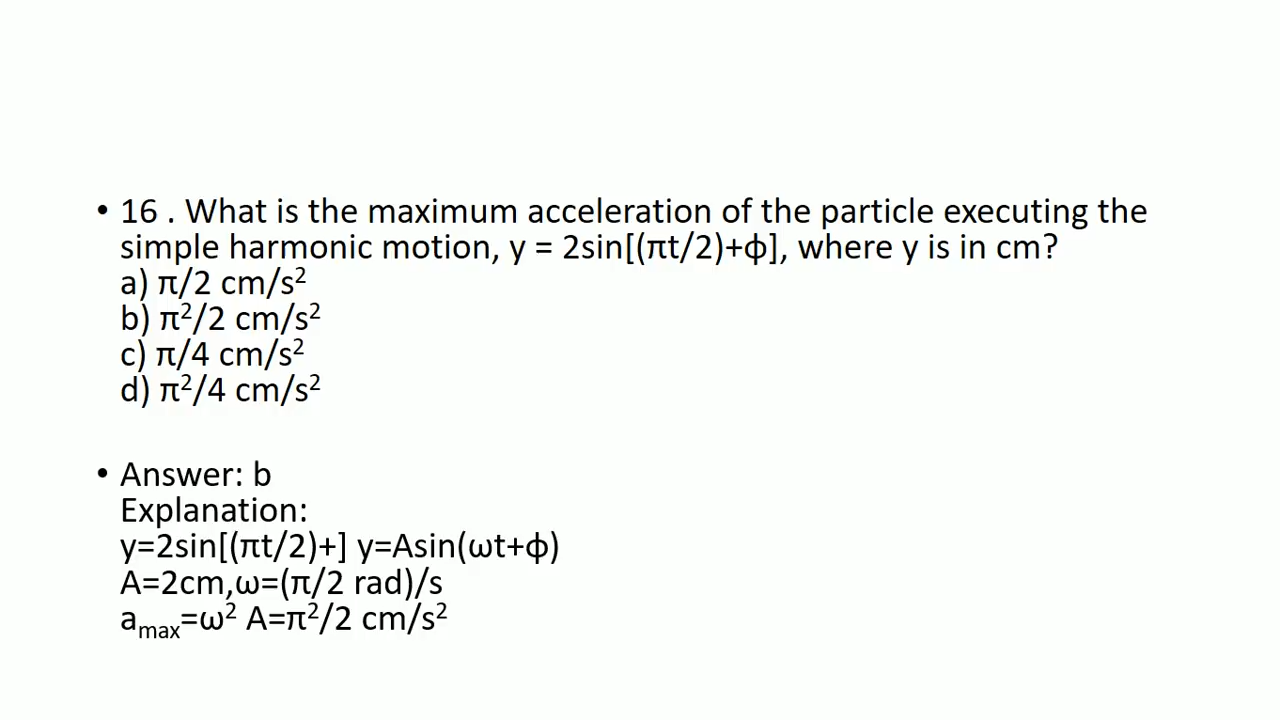 • 16 . What is the maximum acceleration of the particle executing the
simple harmonic motion, y = 2sin[(πt/2)+ϕ], where y is in cm?
a) π/2 cm/s²
b) π²/2 cm/s²
c) π/4 cm/s²
d) π²/4 cm/s²
• Answer: b
Explanation:
y=2sin[(πt/2)+] y=Asin(ωt+ϕ)
A=2cm,ω=(π/2 rad)/s
aₘₐₓ=ω² A=π²/2 cm/s²